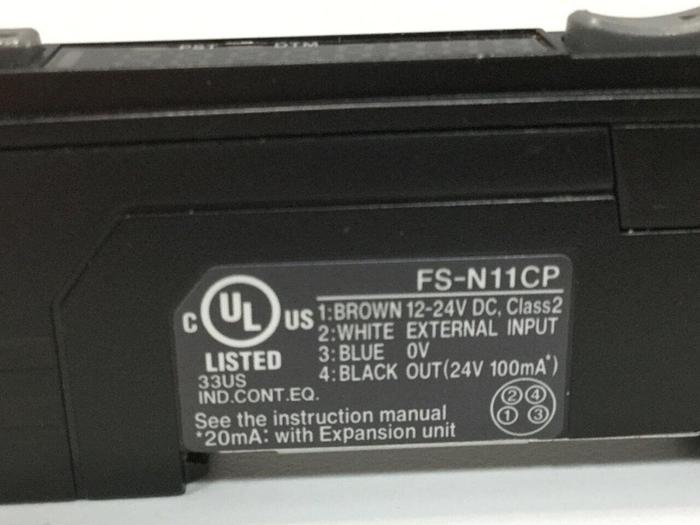 PST DTM
FS-N11CP
C UL US
LISTED
33US
IND.CONT.EQ.
1:BROWN 12-24V DC, Class2
2:WHITE EXTERNAL INPUT
3:BLUE 0V
4:BLACK OUT(24V 100mA*)
② ④
① ③
See the instruction manual
*20mA: with Expansion unit